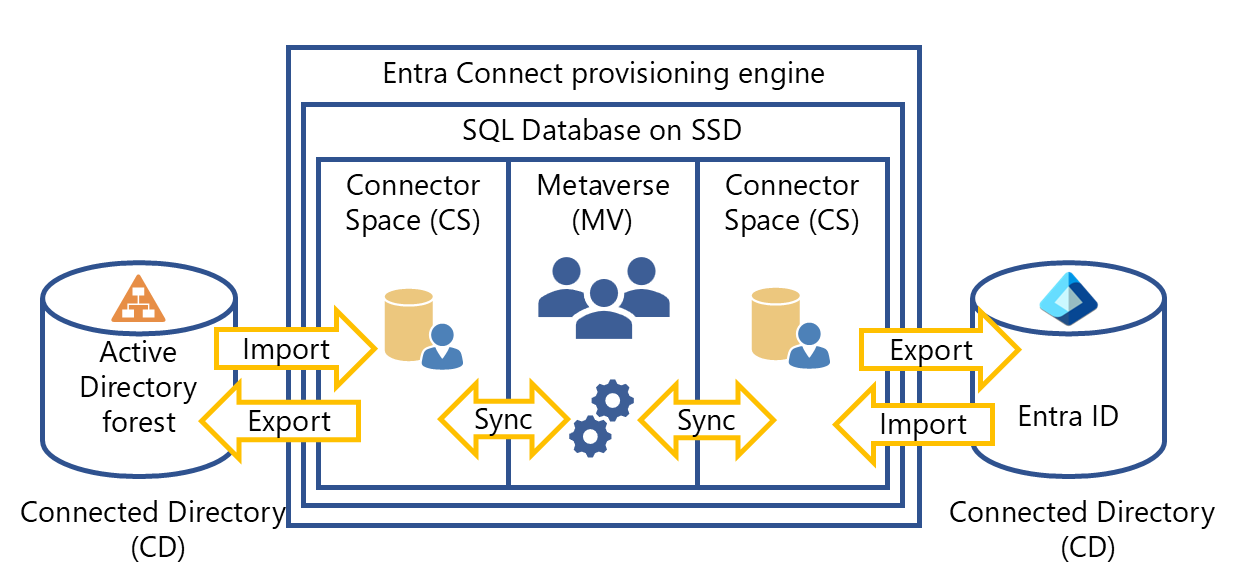 Entra Connect provisioning engine
SQL Database on SSD
Connector
Space (CS)
Metaverse
(MV)
Connector
Space (CS)
Active
Directory
forest
Import
Export
Sync
Sync
Export
Import
Entra ID
Connected Directory
(CD)
Connected Directory
(CD)